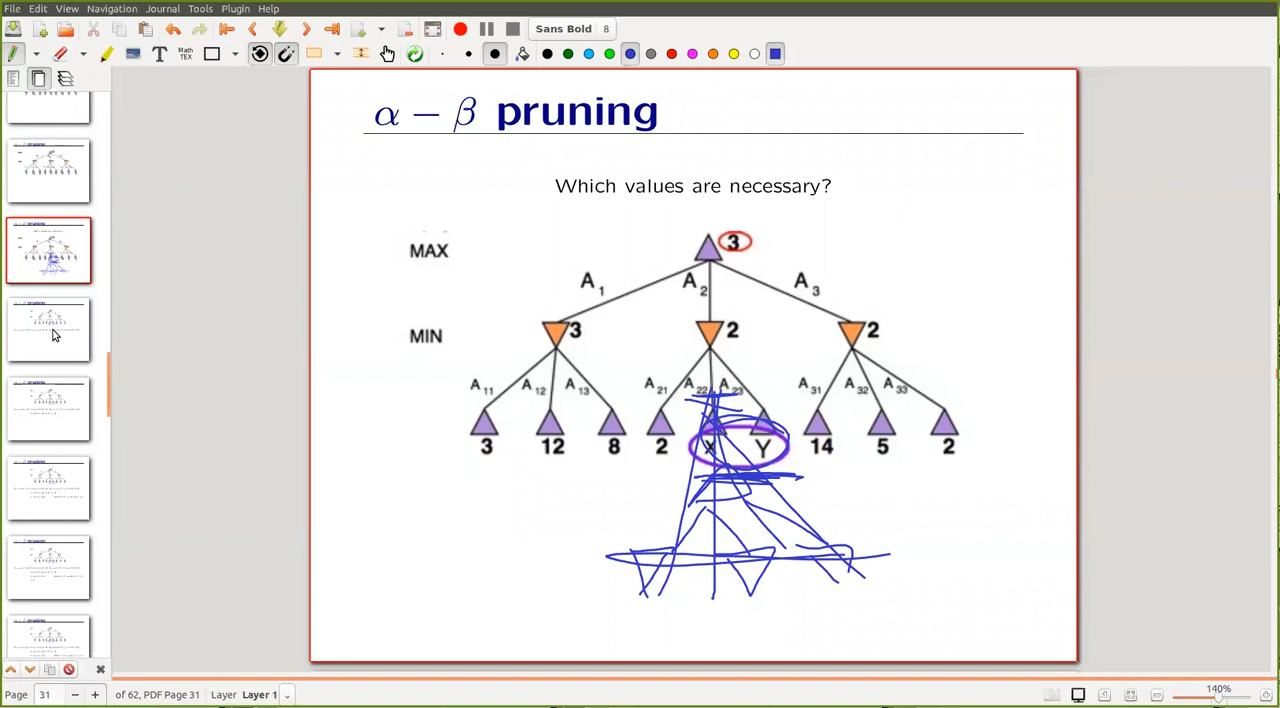 File Edit View Navigation Journal Tools Plugin Help
Sans Bold 8
T Math TEX
α − β pruning
Which values are necessary?
MAX
3
A1 A2 A3
MIN
3 2 2
A11 A12 A13 A21 A22 A23 A31 A32 A33
3 12 8 2 X Y 14 5 2
Page 31 − + of 62, PDF Page 31 Layer Layer 1
140%